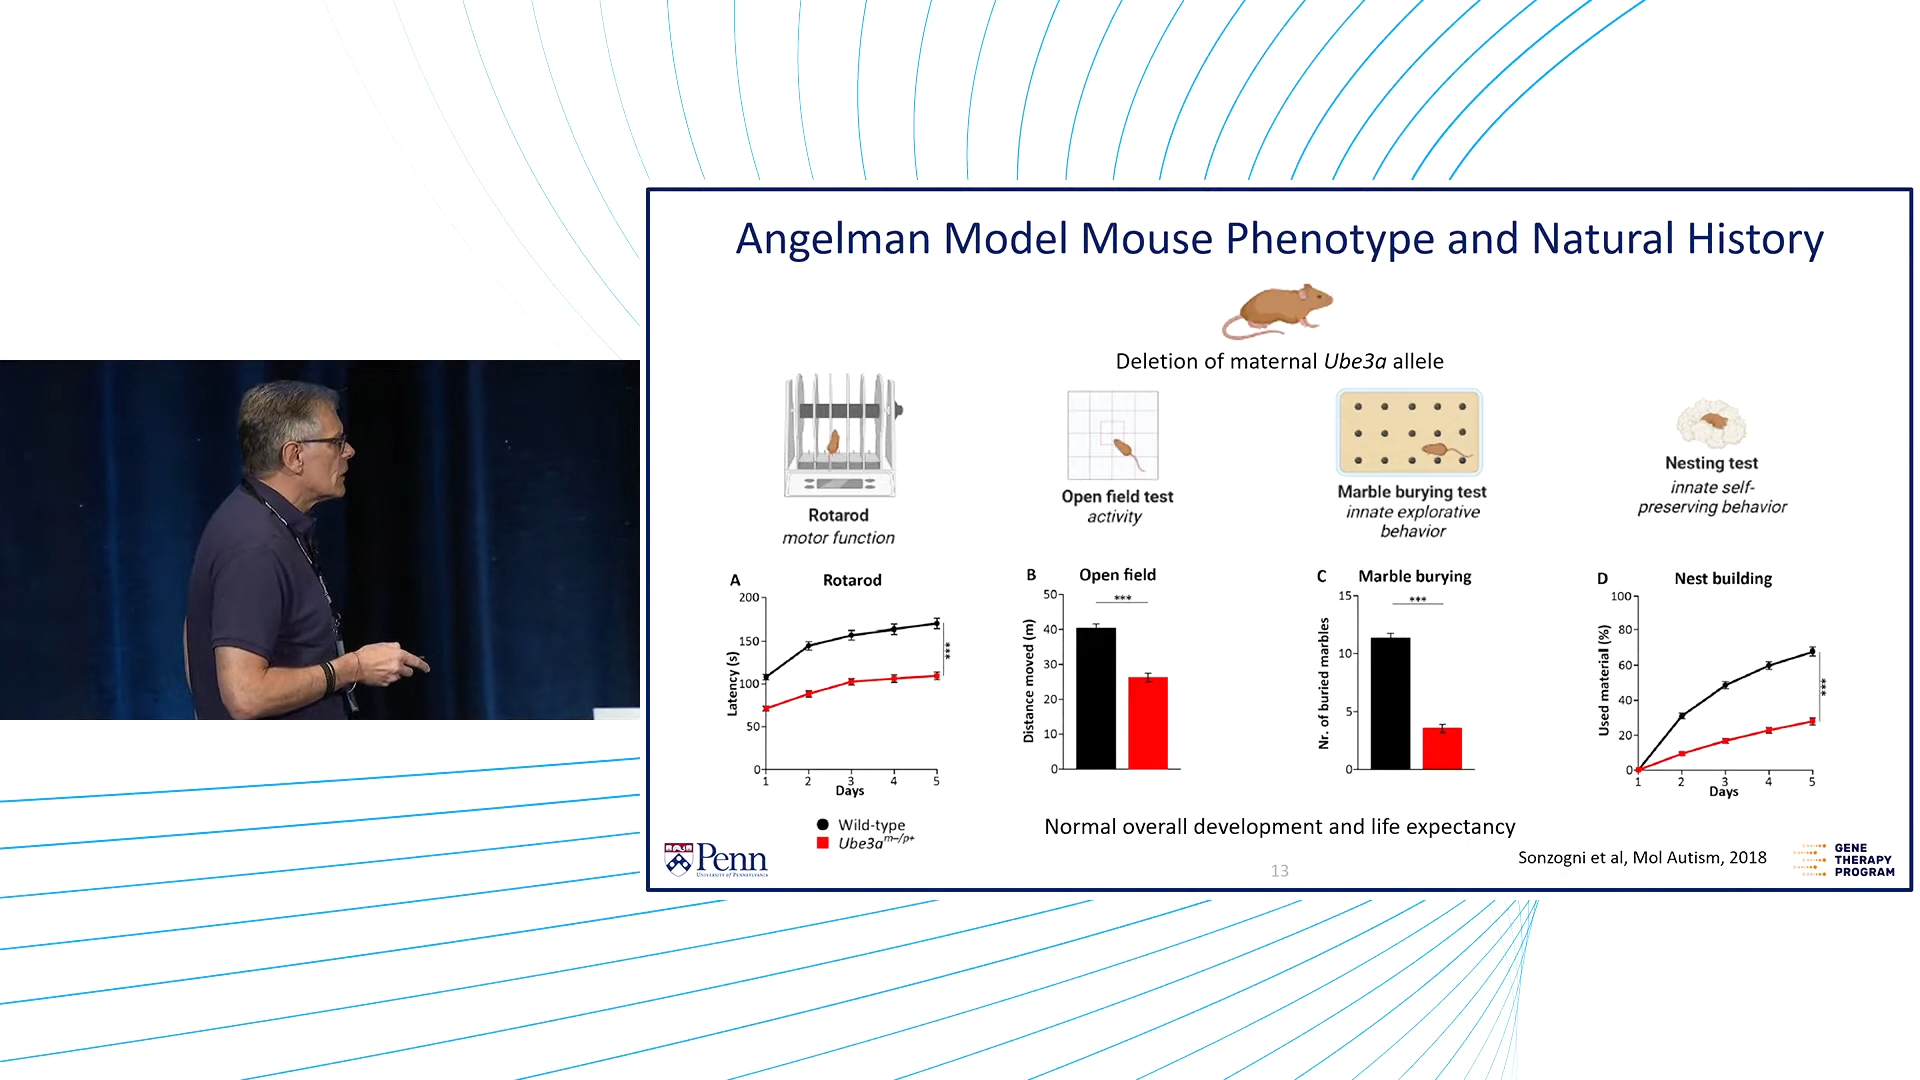 Angelman Model Mouse Phenotype and Natural History
Deletion of maternal Ube3a allele
Rotarod
motor function
Open field test
activity
Marble burying test
innate explorative
behavior
Nesting test
innate self-
preserving behavior
A Rotarod
200
150
100
50
0
Latency (s)
1 2 3 4 5
Days
B Open field
50
40
30
20
10
0
Distance moved (m)
***
C Marble burying
15
10
5
0
Nr. of buried marbles
***
D Nest building
100
80
60
40
20
0
Used material (%)
1 2 3 4 5
Days
***
***
Wild-type
Ube3a m–/p+
Normal overall development and life expectancy
Sonzogni et al, Mol Autism, 2018
Penn
UNIVERSITY of PENNSYLVANIA
13
GENE
THERAPY
PROGRAM